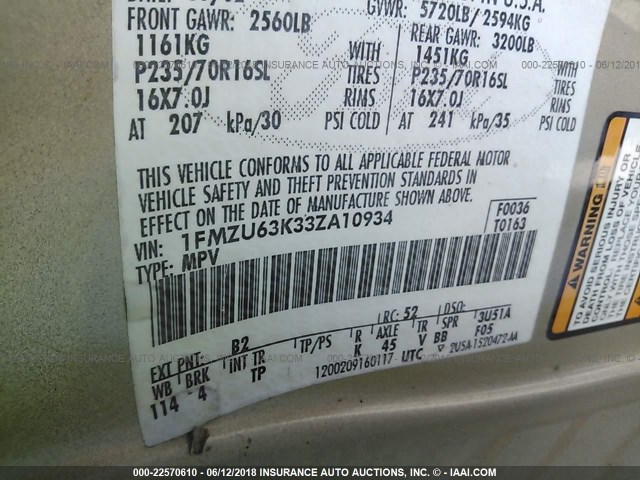 U.S.A.
FRONT GAWR: 2560LB
1161KG WITH
P235/70R16SL TIRES
16X7.0J RIMS
AT 207 kPa/30 PSI COLD
GVWR: 5720LB/ 2594KG
REAR GAWR: 3200LB
1451KG WITH
P235/70R16SL TIRES
16X7.0J RIMS
AT 241 kPa/35 PSI COLD
THIS VEHICLE CONFORMS TO ALL APPLICABLE FEDERAL MOTOR
VEHICLE SAFETY AND THEFT PREVENTION STANDARDS IN
EFFECT ON THE DATE OF MANUFACTURE SHOWN ABOVE.
VIN: 1FMZU63K33ZA10934
TYPE: MPV
F0036
T0163
EXT PNT: B2 RC: 52 DSO:
WB BRK INT TR TP/PS R AXLE TR SPR 3U51A
114 4 TP K 45 V BB F05
1200209160117 UTC ▽ 2U5A-1520472-AA
WARNING
000-22570610 - 06/12/2018 INSURANCE AUTO AUCTIONS, INC. © - IAAI.COM